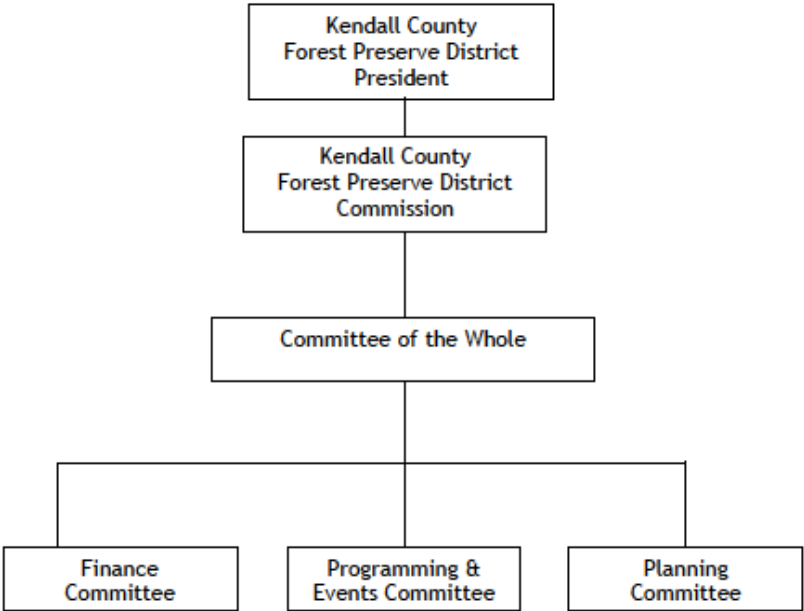 Kendall County
Forest Preserve District
President
Kendall County
Forest Preserve District
Commission
Committee of the Whole
Finance
Committee
Programming &
Events Committee
Planning
Committee